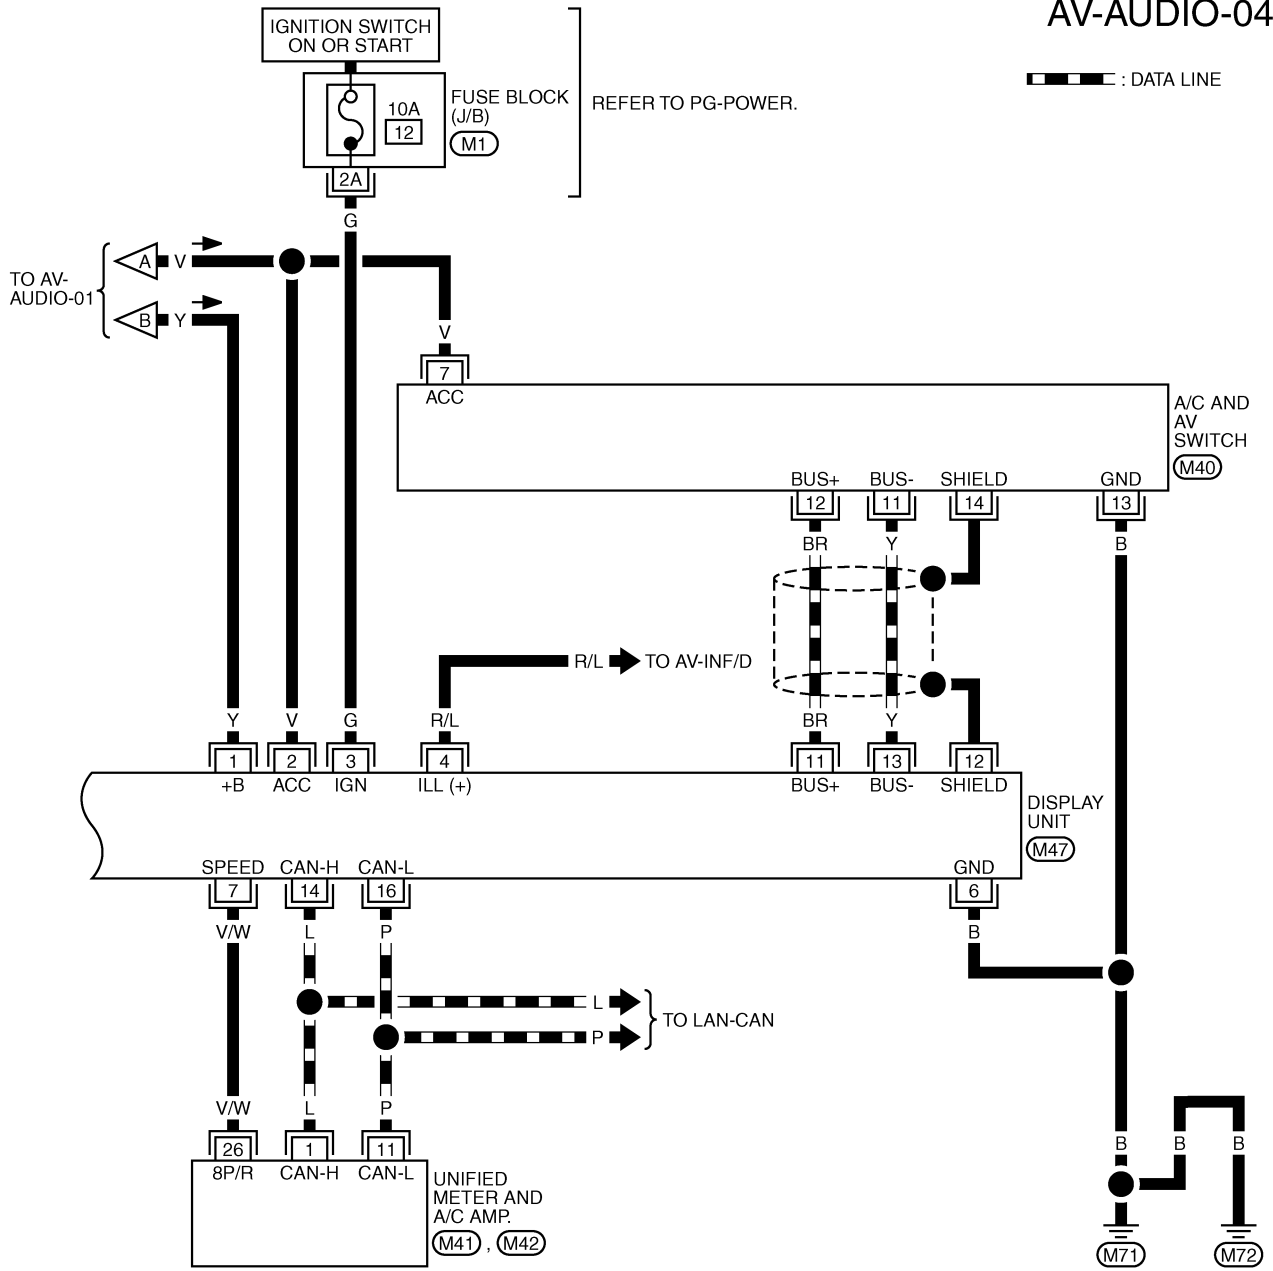 AV-AUDIO-04
IGNITION SWITCH
ON OR START
: DATA LINE
FUSE BLOCK
(J/B)
M1
10A
12
REFER TO PG-POWER.
2A
G
TO AV-
AUDIO-01
A
V
B
Y
V
7
ACC
A/C AND
AV
SWITCH
M40
BUS+
BUS-
SHIELD
GND
12
11
14
13
BR
Y
B
R/L
TO AV-INF/D
Y
V
G
R/L
BR
Y
1
2
3
4
11
13
12
+B
ACC
IGN
ILL (+)
BUS+
BUS-
SHIELD
DISPLAY
UNIT
M47
SPEED
CAN-H
CAN-L
GND
7
14
16
6
V/W
L
P
B
L
P
TO LAN-CAN
V/W
L
P
B
B
B
26
1
11
8P/R
CAN-H
CAN-L
UNIFIED
METER AND
A/C AMP.
M41 , M42
M71
M72